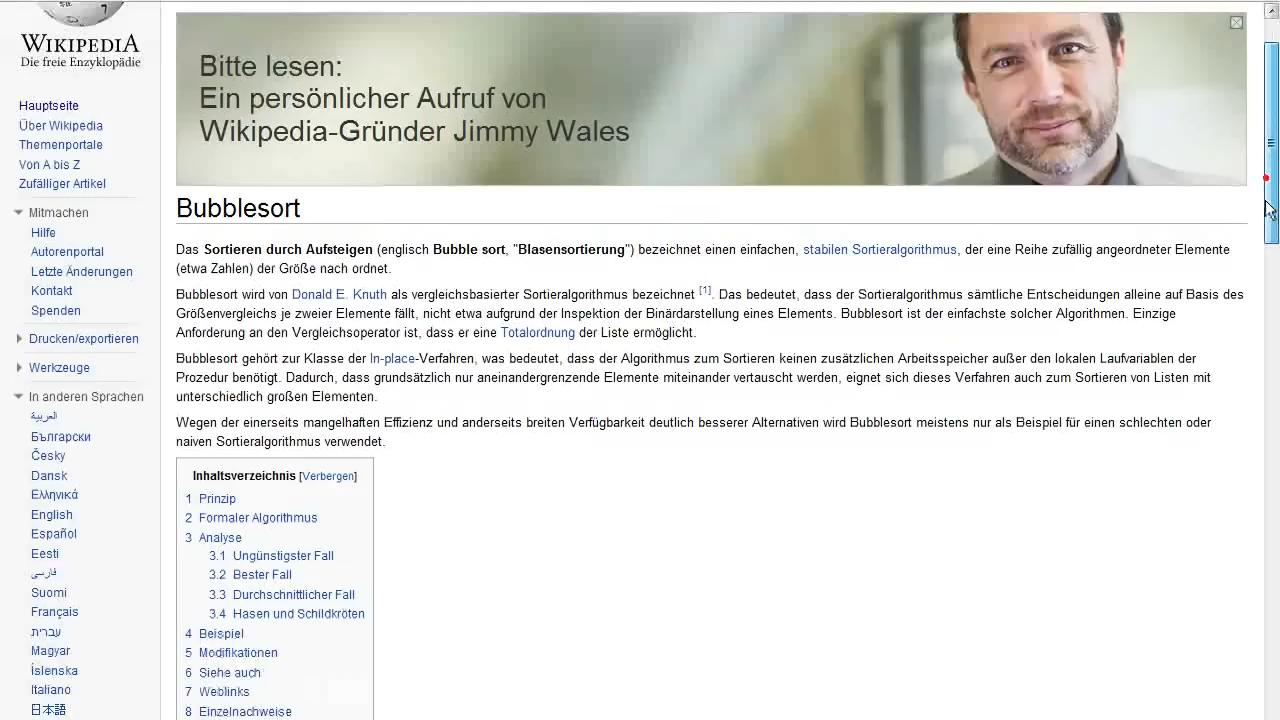 WIKIPEDIA
Die freie Enzyklopädie
Hauptseite
Über Wikipedia
Themenportale
Von A bis Z
Zufälliger Artikel
Mitmachen
Hilfe
Autorenportal
Letzte Änderungen
Kontakt
Spenden
Drucken/exportieren
Werkzeuge
In anderen Sprachen
العربية
Български
Česky
Dansk
Ελληνικά
English
Español
Eesti
فارسی
Suomi
Français
עברית
Magyar
Íslenska
Italiano
日本語
Bitte lesen:
Ein persönlicher Aufruf von
Wikipedia-Gründer Jimmy Wales
Bubblesort
Das Sortieren durch Aufsteigen (englisch Bubble sort, "Blasensortierung") bezeichnet einen einfachen, stabilen Sortieralgorithmus, der eine Reihe zufällig angeordneter Elemente
(etwa Zahlen) der Größe nach ordnet.
Bubblesort wird von Donald E. Knuth als vergleichsbasierter Sortieralgorithmus bezeichnet [1]. Das bedeutet, dass der Sortieralgorithmus sämtliche Entscheidungen alleine auf Basis des
Größenvergleichs je zweier Elemente fällt, nicht etwa aufgrund der Inspektion der Binärdarstellung eines Elements. Bubblesort ist der einfachste solcher Algorithmen. Einzige
Anforderung an den Vergleichsoperator ist, dass er eine Totalordnung der Liste ermöglicht.
Bubblesort gehört zur Klasse der In-place-Verfahren, was bedeutet, dass der Algorithmus zum Sortieren keinen zusätzlichen Arbeitsspeicher außer den lokalen Laufvariablen der
Prozedur benötigt. Dadurch, dass grundsätzlich nur aneinandergrenzende Elemente miteinander vertauscht werden, eignet sich dieses Verfahren auch zum Sortieren von Listen mit
unterschiedlich großen Elementen.
Wegen der einerseits mangelhaften Effizienz und anderseits breiten Verfügbarkeit deutlich besserer Alternativen wird Bubblesort meistens nur als Beispiel für einen schlechten oder
naiven Sortieralgorithmus verwendet.
Inhaltsverzeichnis [Verbergen]
1 Prinzip
2 Formaler Algorithmus
3 Analyse
3.1 Ungünstigster Fall
3.2 Bester Fall
3.3 Durchschnittlicher Fall
3.4 Hasen und Schildkröten
4 Beispiel
5 Modifikationen
6 Siehe auch
7 Weblinks
8 Einzelnachweise